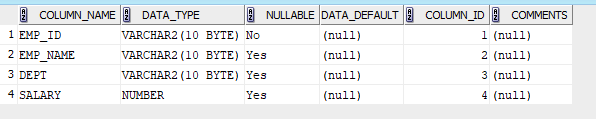 COLUMN_NAME DATA_TYPE NULLABLE DATA_DEFAULT COLUMN_ID COMMENTS
1 EMP_ID VARCHAR2(10 BYTE) No (null) 1 (null)
2 EMP_NAME VARCHAR2(10 BYTE) Yes (null) 2 (null)
3 DEPT VARCHAR2(10 BYTE) Yes (null) 3 (null)
4 SALARY NUMBER Yes (null) 4 (null)